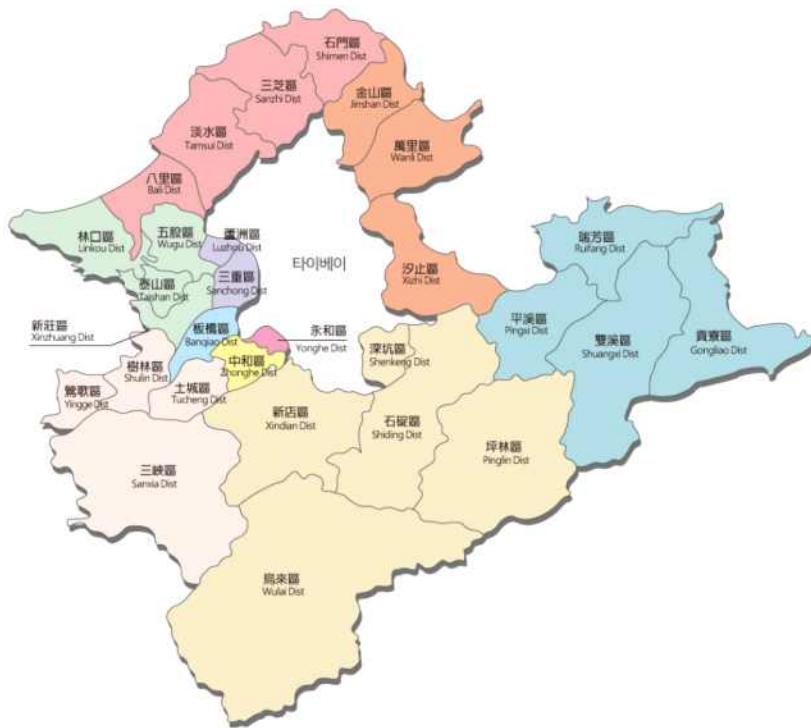 石門區
Shimen Dist
三芝區
Sanzhi Dist
金山區
Jinshan Dist
淡水區
Tamsui Dist
萬里區
Wanli Dist
八里區
Bali Dist
林口區
Linkou Dist
五股區
Wugu Dist
蘆洲區
Luzhou Dist
瑞芳區
Ruifang Dist
타이베이
汐止區
Xizhi Dist
三重區
Sanchong Dist
泰山區
Taishan Dist
貢寮區
Gongliao Dist
平溪區
Pingxi Dist
雙溪區
Shuangxi Dist
新莊區
Xinzhuang Dist
板橋區
Banqiao Dist
永和區
Yonghe Dist
深坑區
Shenkeng Dist
樹林區
Shulin Dist
中和區
Zhonghe Dist
鶯歌區
Yingge Dist
土城區
Tucheng Dist
新店區
Xindian Dist
石碇區
Shiding Dist
坪林區
Pinglin Dist
三峽區
Sanxia Dist
烏來區
Wulai Dist